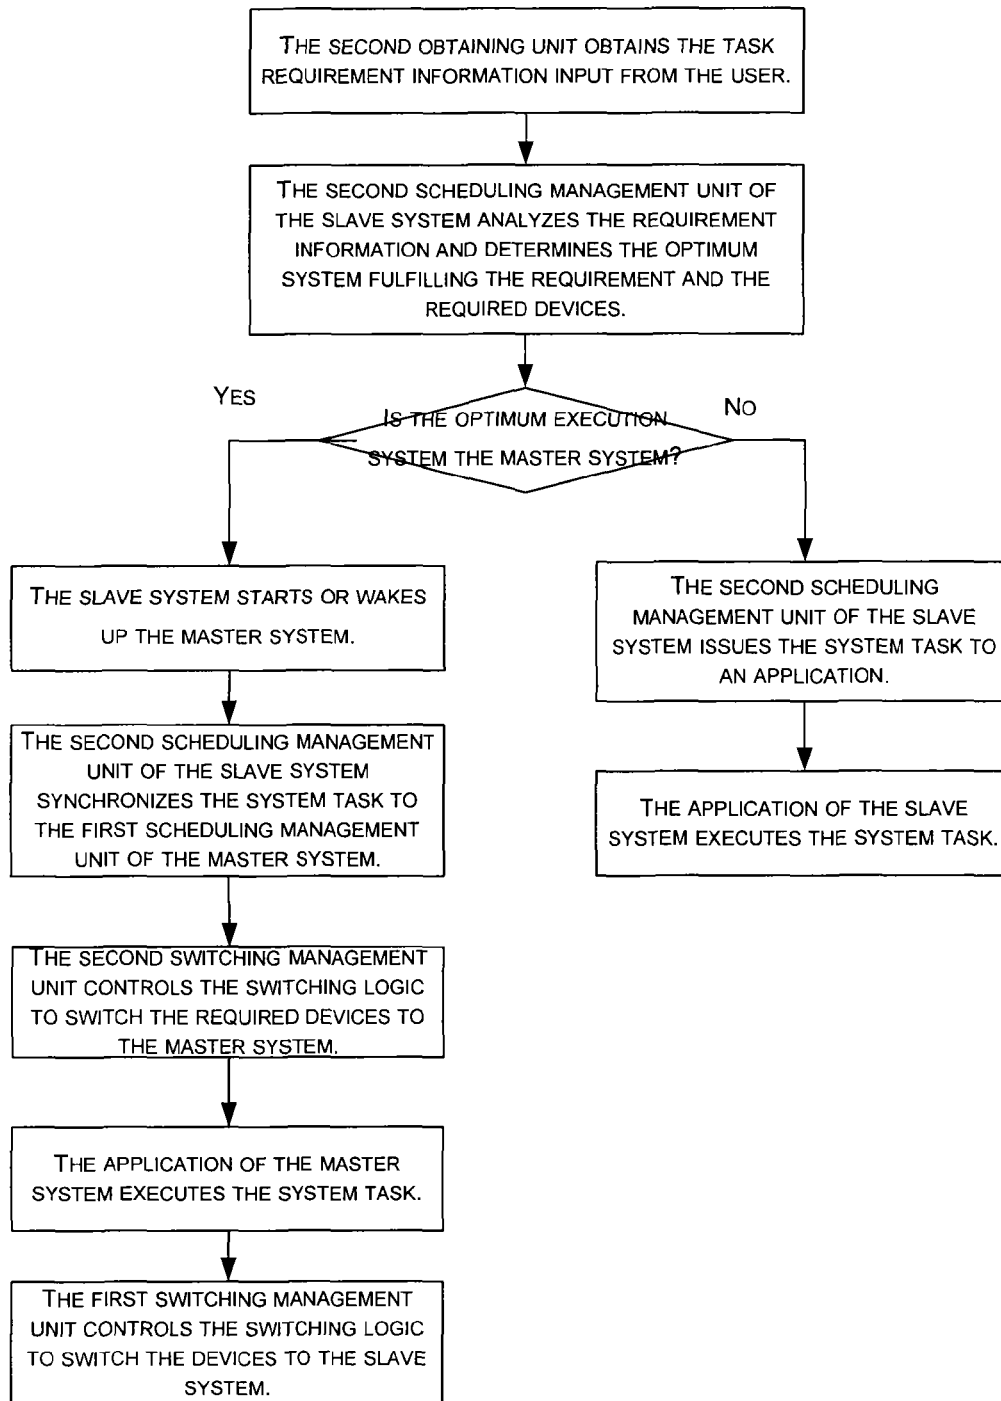 THE SECOND OBTAINING UNIT OBTAINS THE TASK
REQUIREMENT INFORMATION INPUT FROM THE USER.
THE SECOND SCHEDULING MANAGEMENT UNIT OF
THE SLAVE SYSTEM ANALYZES THE REQUIREMENT
INFORMATION AND DETERMINES THE OPTIMUM
SYSTEM FULFILLING THE REQUIREMENT AND THE
REQUIRED DEVICES.
YES
IS THE OPTIMUM EXECUTION
SYSTEM THE MASTER SYSTEM?
NO
THE SLAVE SYSTEM STARTS OR WAKES
UP THE MASTER SYSTEM.
THE SECOND SCHEDULING MANAGEMENT
UNIT OF THE SLAVE SYSTEM
SYNCHRONIZES THE SYSTEM TASK TO
THE FIRST SCHEDULING MANAGEMENT
UNIT OF THE MASTER SYSTEM.
THE SECOND SWITCHING MANAGEMENT
UNIT CONTROLS THE SWITCHING LOGIC
TO SWITCH THE REQUIRED DEVICES TO
THE MASTER SYSTEM.
THE APPLICATION OF THE MASTER
SYSTEM EXECUTES THE SYSTEM TASK.
THE FIRST SWITCHING MANAGEMENT
UNIT CONTROLS THE SWITCHING LOGIC
TO SWITCH THE DEVICES TO THE SLAVE
SYSTEM.
THE SECOND SCHEDULING
MANAGEMENT UNIT OF THE SLAVE
SYSTEM ISSUES THE SYSTEM TASK TO
AN APPLICATION.
THE APPLICATION OF THE SLAVE
SYSTEM EXECUTES THE SYSTEM TASK.